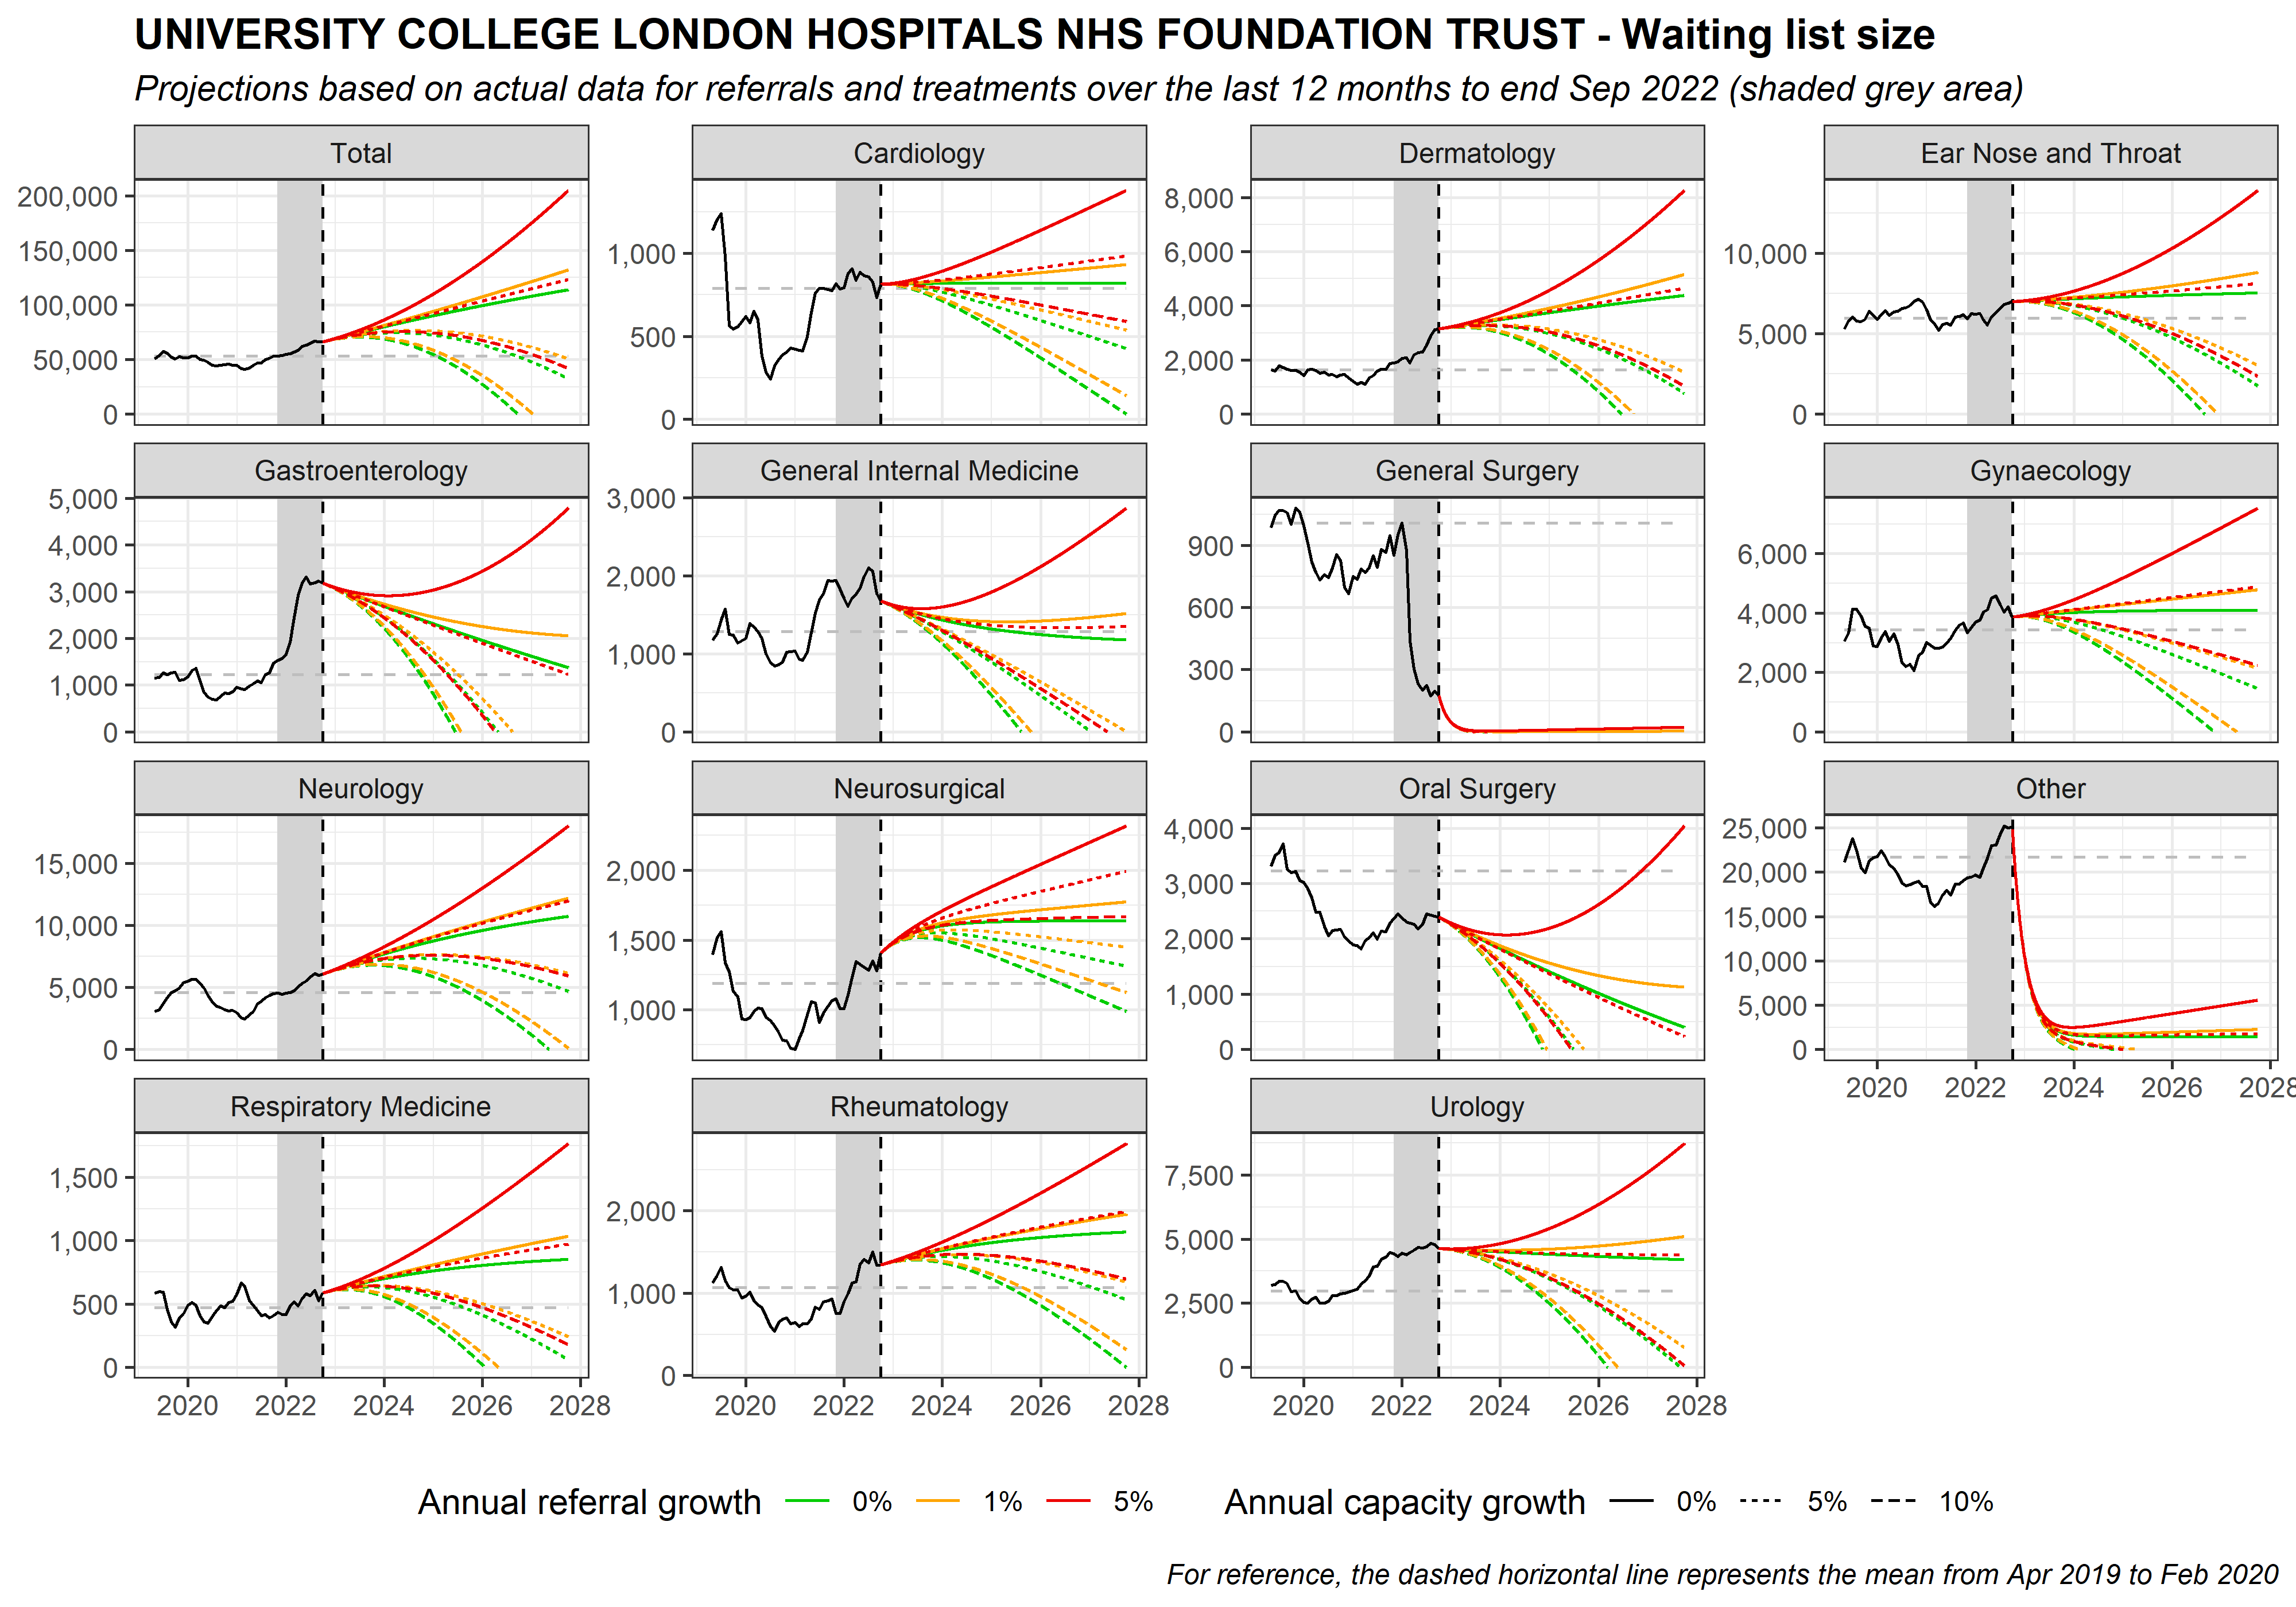 UNIVERSITY COLLEGE LONDON HOSPITALS NHS FOUNDATION TRUST - Waiting list size
Projections based on actual data for referrals and treatments over the last 12 months to end Sep 2022 (shaded grey area)
Total
200,000
150,000
100,000
50,000
0
Cardiology
1,000
500
0
Dermatology
8,000
6,000
4,000
2,000
0
Ear Nose and Throat
10,000
5,000
0
Gastroenterology
5,000
4,000
3,000
2,000
1,000
0
General Internal Medicine
3,000
2,000
1,000
0
General Surgery
900
600
300
0
Gynaecology
6,000
4,000
2,000
0
Neurology
15,000
10,000
5,000
0
Neurosurgical
2,000
1,500
1,000
Oral Surgery
4,000
3,000
2,000
1,000
0
Other
25,000
20,000
15,000
10,000
5,000
0
2020 2022 2024 2026 2028
Respiratory Medicine
1,500
1,000
500
0
2020 2022 2024 2026 2028
Rheumatology
2,000
1,000
0
2020 2022 2024 2026 2028
Urology
7,500
5,000
2,500
0
2020 2022 2024 2026 2028
Annual referral growth 0% 1% 5% Annual capacity growth 0% 5% 10%
For reference, the dashed horizontal line represents the mean from Apr 2019 to Feb 2020